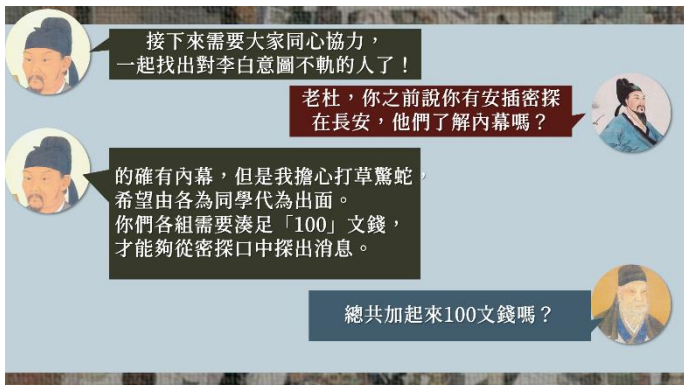 接下來需要大家同心協力，
一起找出對李白意圖不軌的人了！
老杜，你之前說你有安插密探
在長安，他們了解內幕嗎？
的確有內幕，但是我擔心打草驚蛇，
希望由各為同學代為出面。
你們各組需要湊足「100」文錢，
才能夠從密探口中探出消息。
總共加起來100文錢嗎？